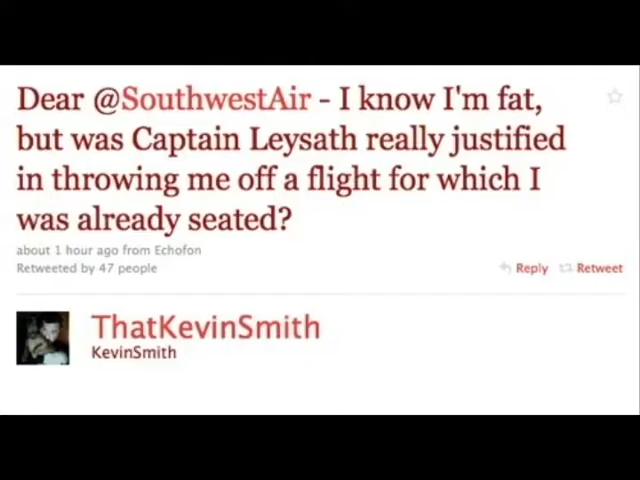 Dear @SouthwestAir - I know I'm fat,
but was Captain Leysath really justified
in throwing me off a flight for which I
was already seated?
about 1 hour ago from Echofon
Retweeted by 47 people
Reply Retweet
ThatKevinSmith
KevinSmith